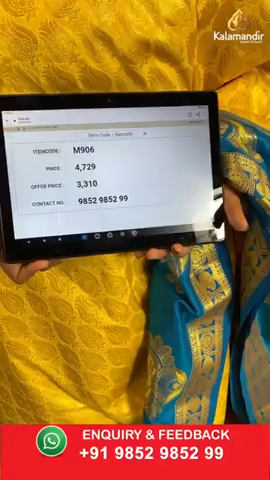 Kalamandir
Item Code / Barcode
ITEMCODE : M906
PRICE : 4,729
OFFER PRICE : 3,310
CONTACT NO : 9852 9852 99
ENQUIRY & FEEDBACK
+91 9852 9852 99